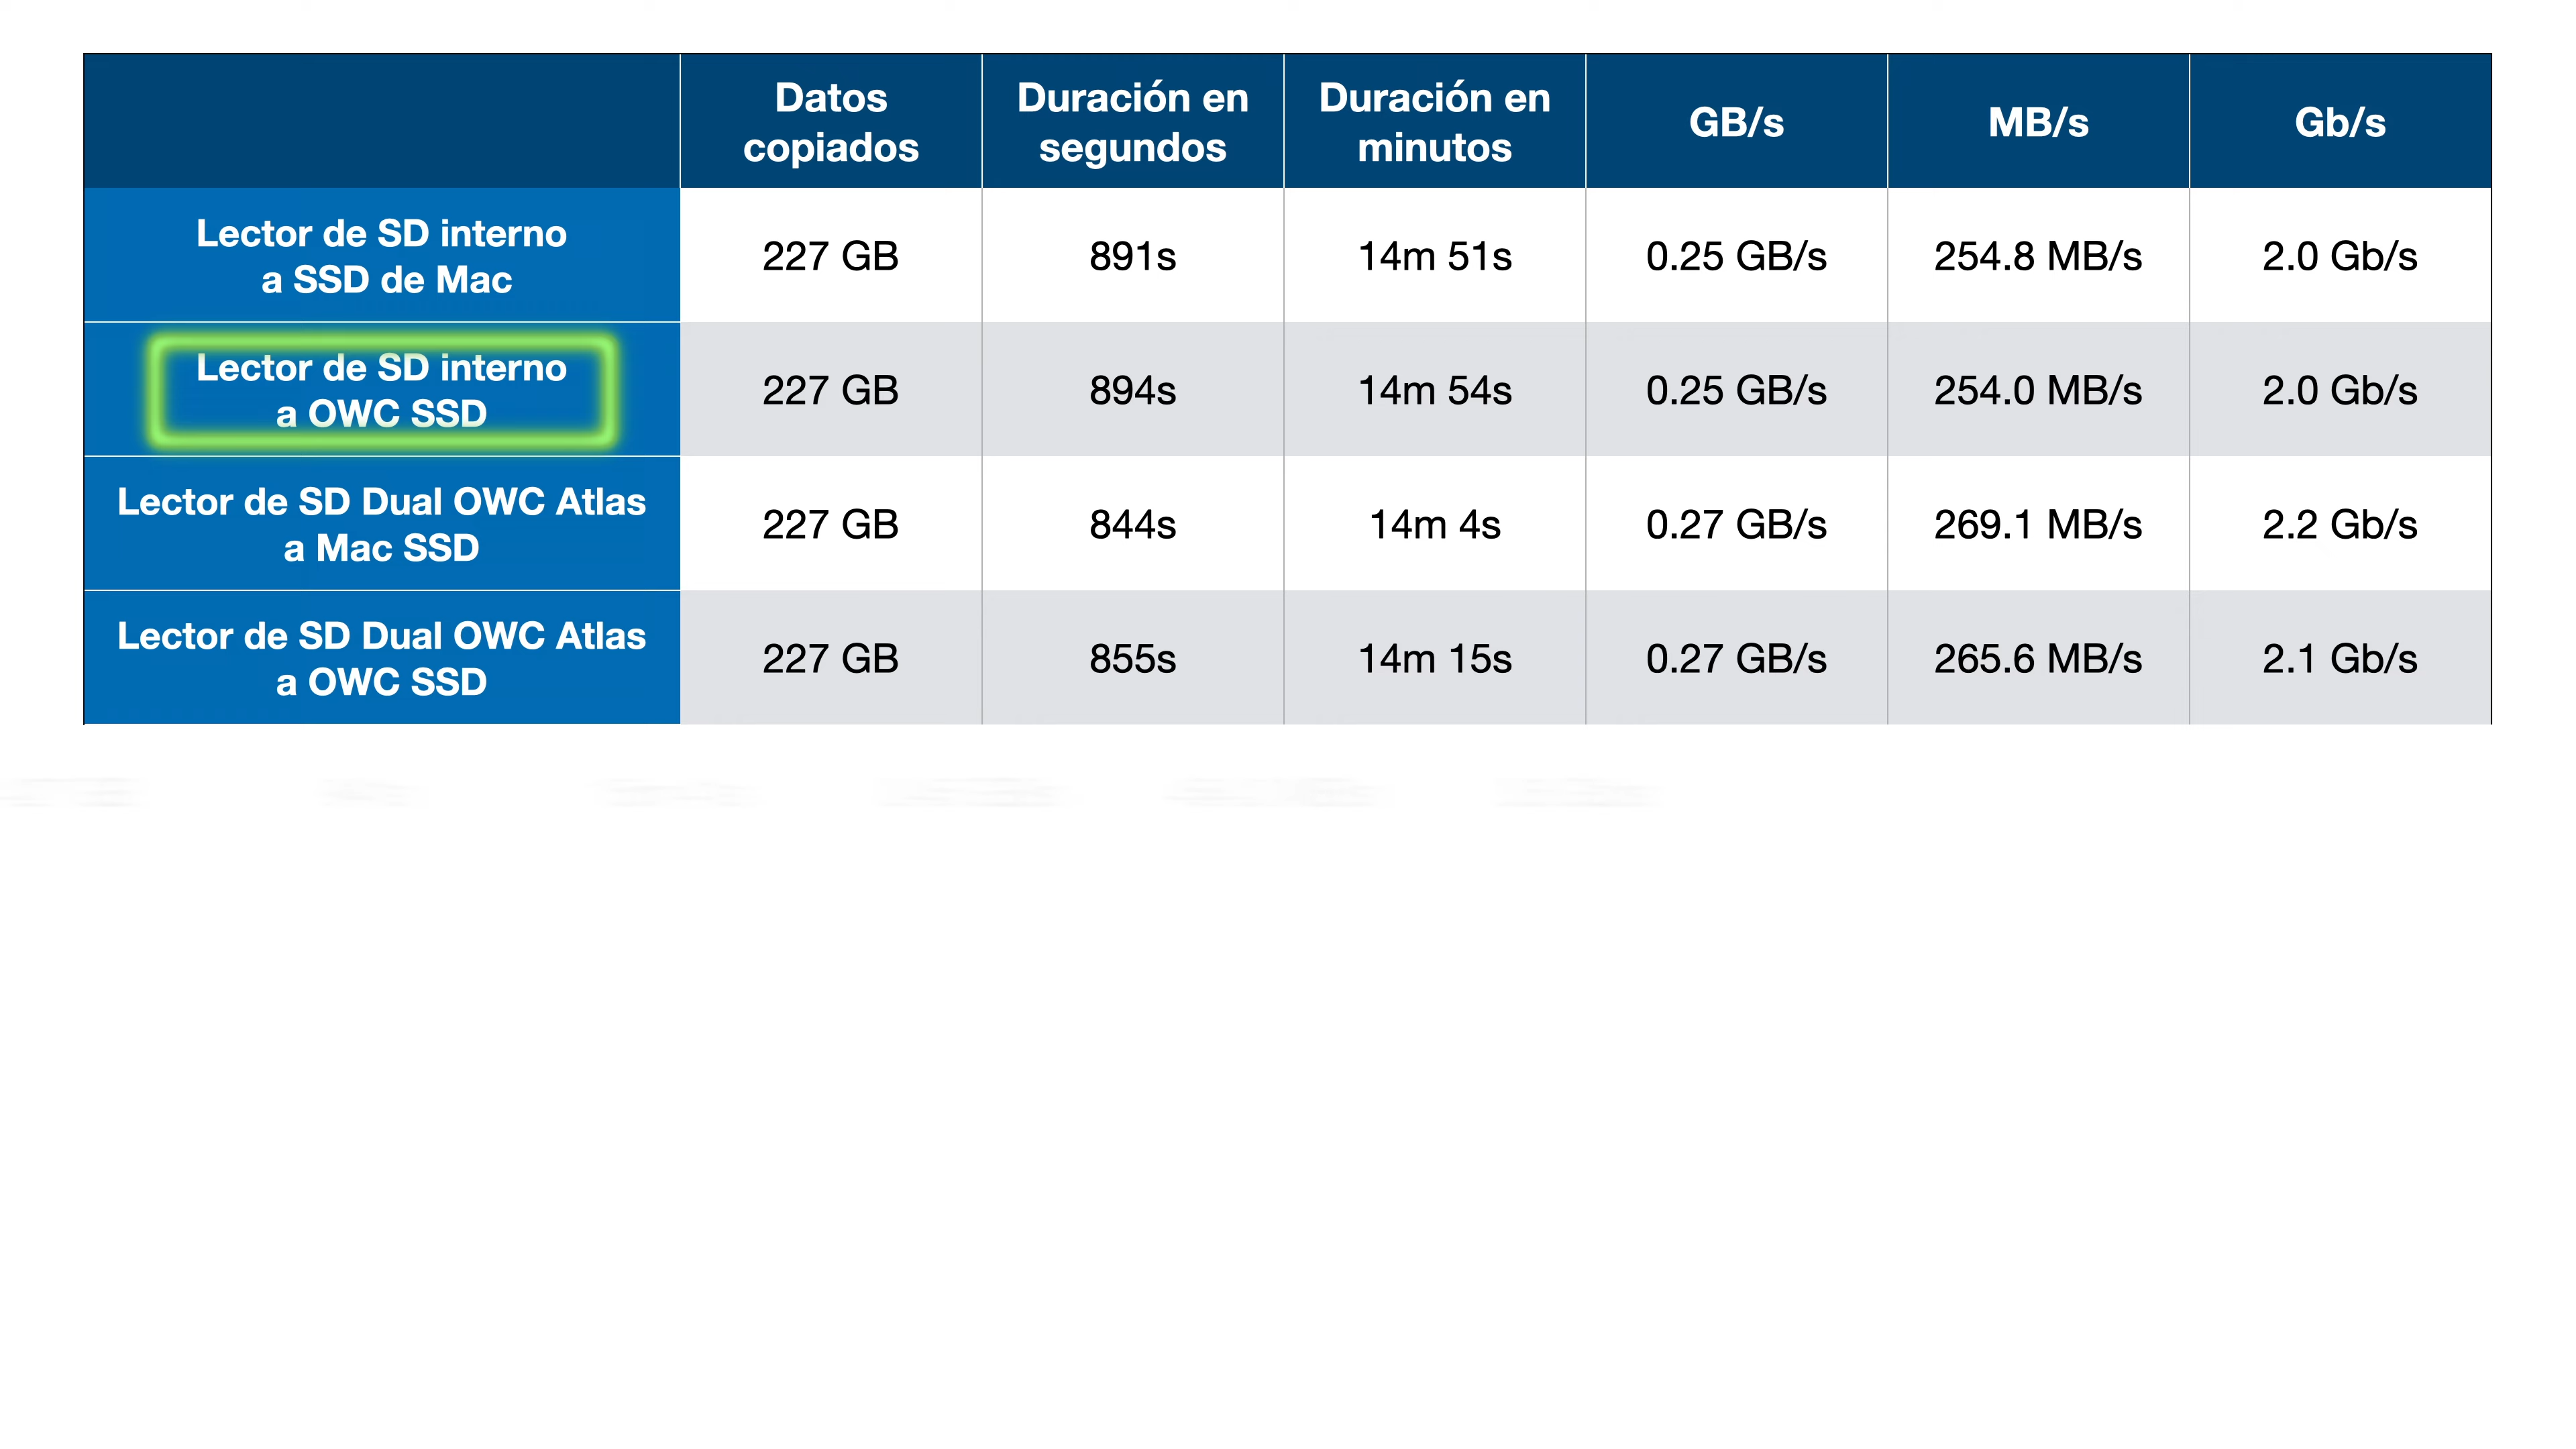 Datos copiados
Duración en segundos
Duración en minutos
GB/s
MB/s
Gb/s
Lector de SD interno
a SSD de Mac
227 GB
891s
14m 51s
0.25 GB/s
254.8 MB/s
2.0 Gb/s
Lector de SD interno
a OWC SSD
227 GB
894s
14m 54s
0.25 GB/s
254.0 MB/s
2.0 Gb/s
Lector de SD Dual OWC Atlas
a Mac SSD
227 GB
844s
14m 4s
0.27 GB/s
269.1 MB/s
2.2 Gb/s
Lector de SD Dual OWC Atlas
a OWC SSD
227 GB
855s
14m 15s
0.27 GB/s
265.6 MB/s
2.1 Gb/s